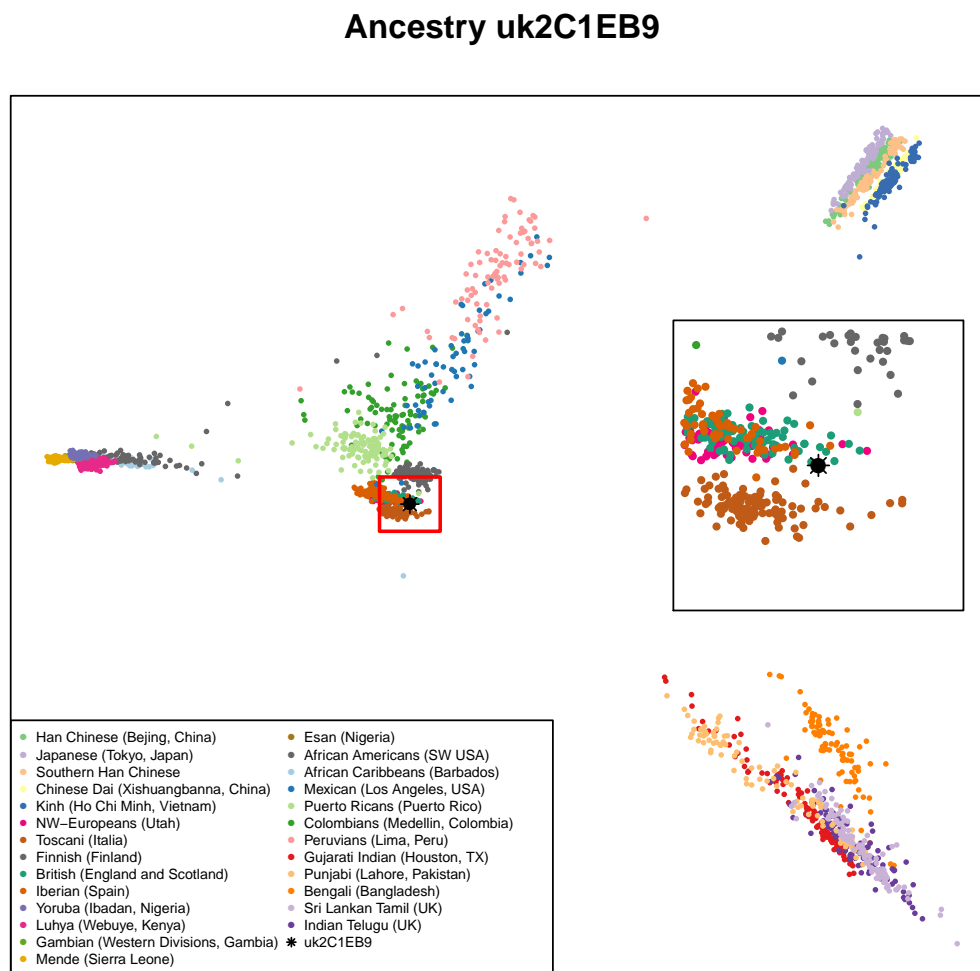 Ancestry uk2C1EB9
Han Chinese (Bejing, China)
Japanese (Tokyo, Japan)
Southern Han Chinese
Chinese Dai (Xishuangbanna, China)
Kinh (Ho Chi Minh, Vietnam)
NW−Europeans (Utah)
Toscani (Italia)
Finnish (Finland)
British (England and Scotland)
Iberian (Spain)
Yoruba (Ibadan, Nigeria)
Luhya (Webuye, Kenya)
Gambian (Western Divisions, Gambia)
Mende (Sierra Leone)
Esan (Nigeria)
African Americans (SW USA)
African Caribbeans (Barbados)
Mexican (Los Angeles, USA)
Puerto Ricans (Puerto Rico)
Colombians (Medellin, Colombia)
Peruvians (Lima, Peru)
Gujarati Indian (Houston, TX)
Punjabi (Lahore, Pakistan)
Bengali (Bangladesh)
Sri Lankan Tamil (UK)
Indian Telugu (UK)
uk2C1EB9